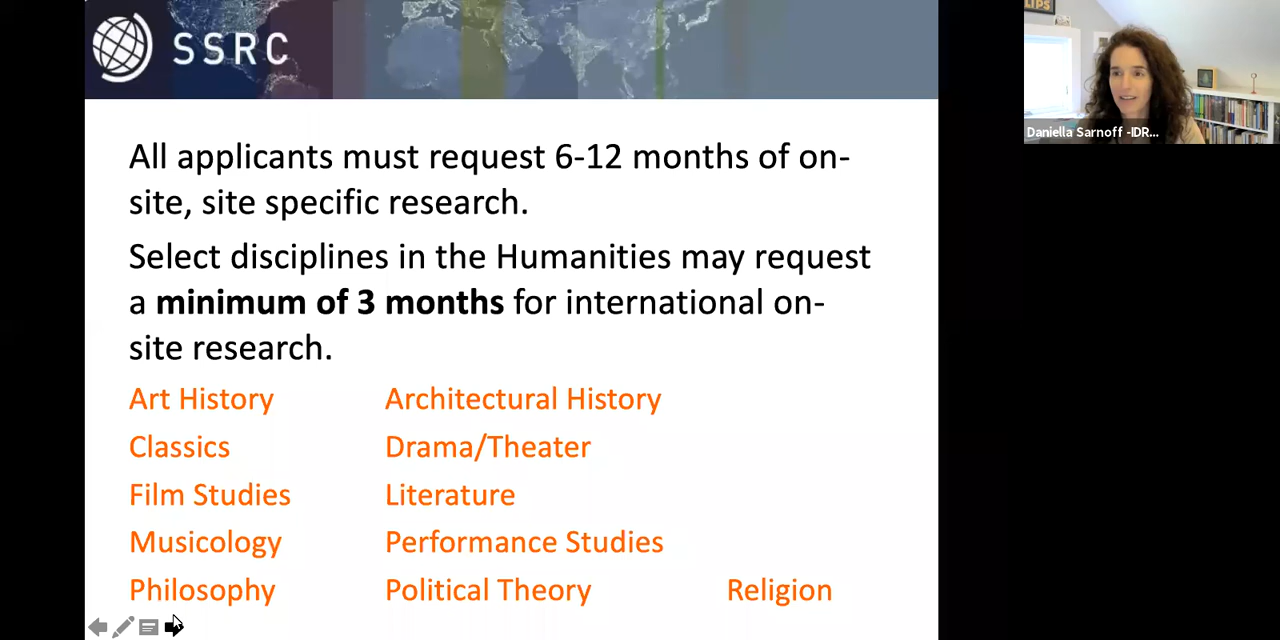 SSRC
LIPS
Daniella Sarnoff -IDR...
All applicants must request 6-12 months of on-
site, site specific research.
Select disciplines in the Humanities may request
a minimum of 3 months for international on-
site research.
Art History Architectural History
Classics Drama/Theater
Film Studies Literature
Musicology Performance Studies
Philosophy Political Theory Religion